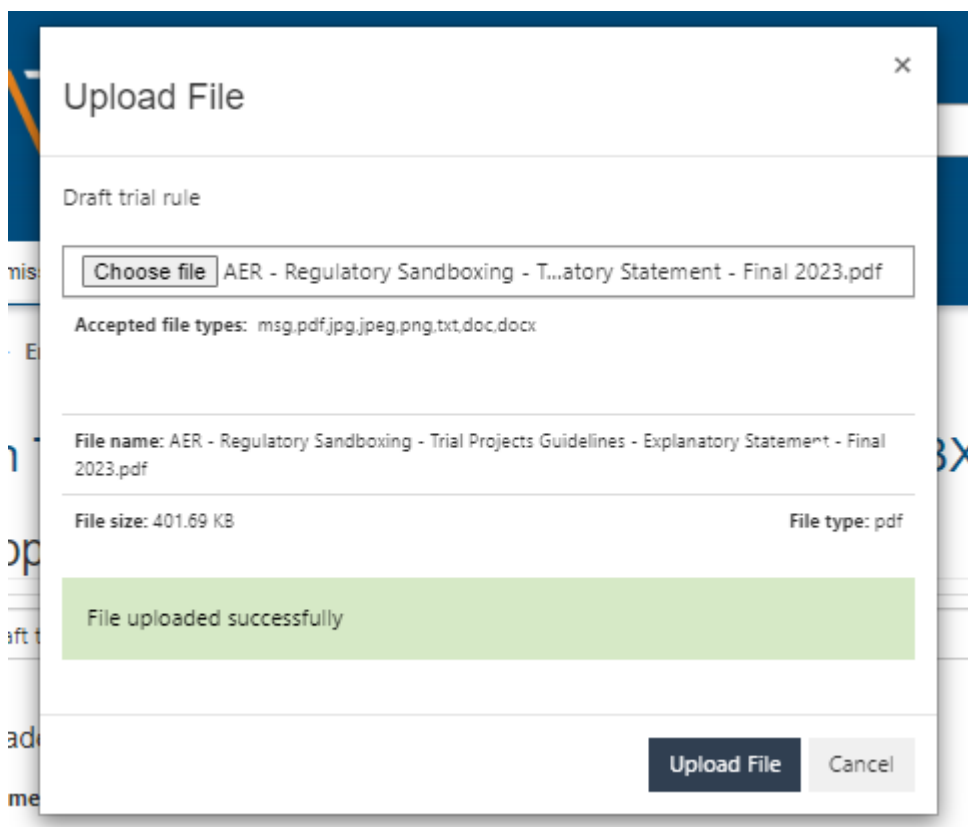 ×
Upload File
Draft trial rule
Choose file AER - Regulatory Sandboxing - T...atory Statement - Final 2023.pdf
Accepted file types: msg,pdf,jpg,jpeg,png,txt,doc,docx
File name: AER - Regulatory Sandboxing - Trial Projects Guidelines - Explanatory Statement - Final
2023.pdf
File size: 401.69 KB File type: pdf
File uploaded successfully
Upload File Cancel